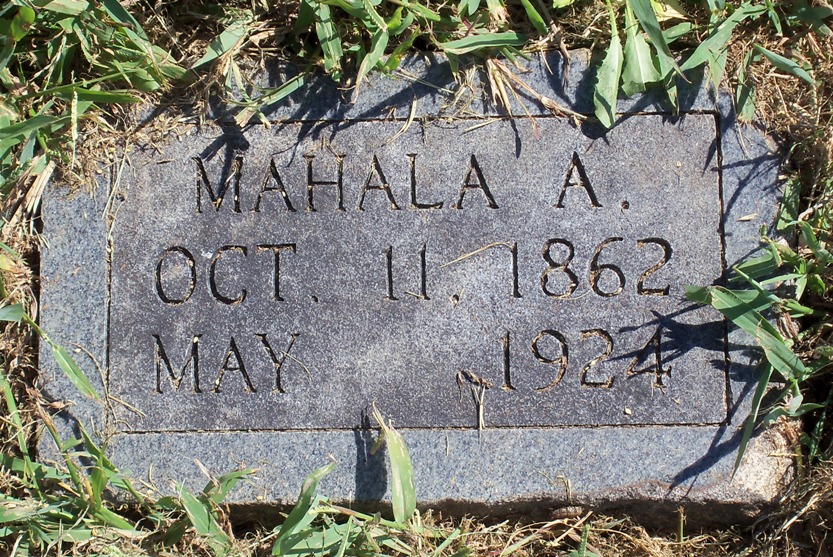 MAHALA A.
OCT. 11, 1862
MAY 1924